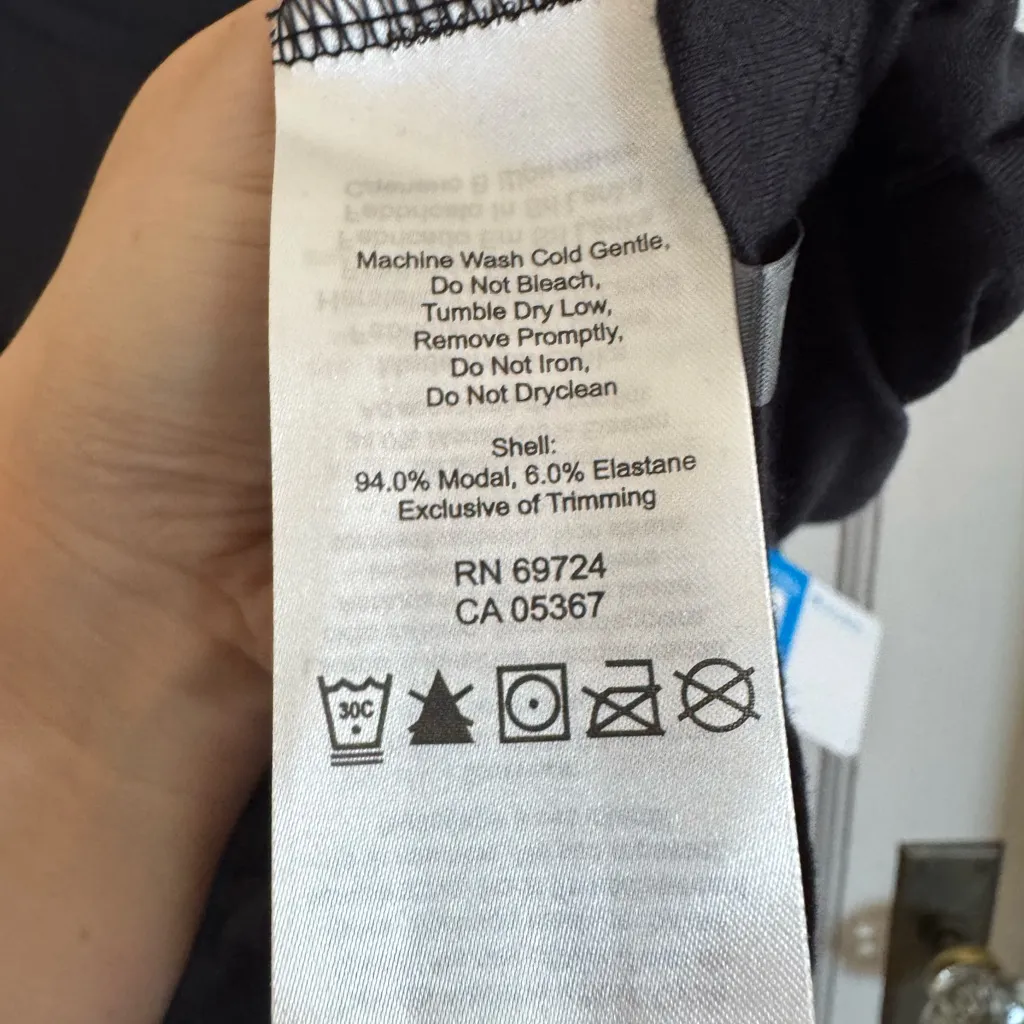 Machine Wash Cold Gentle,
Do Not Bleach,
Tumble Dry Low,
Remove Promptly,
Do Not Iron,
Do Not Dryclean
Shell:
94.0% Modal, 6.0% Elastane
Exclusive of Trimming
RN 69724
CA 05367
30C